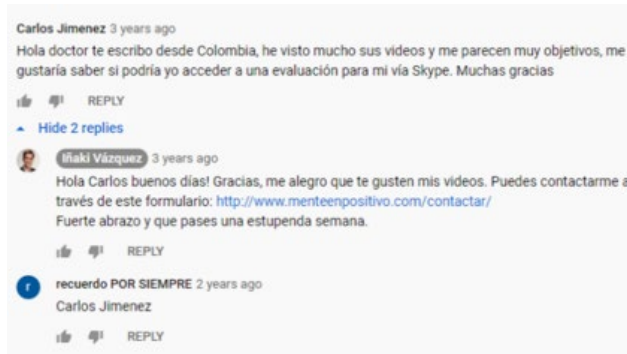 Carlos Jimenez 3 years ago
Hola doctor te escribo desde Colombia, he visto mucho sus videos y me parecen muy objetivos, me
gustaría saber si podría yo acceder a una evaluación para mi vía Skype. Muchas gracias
REPLY
Hide 2 replies
Iñaki Vázquez 3 years ago
Hola Carlos buenos días! Gracias, me alegro que te gusten mis videos. Puedes contactarme a
través de este formulario: http://www.menteenpositivo.com/contactar/
Fuerte abrazo y que pases una estupenda semana.
REPLY
r
recuerdo POR SIEMPRE 2 years ago
Carlos Jimenez
REPLY